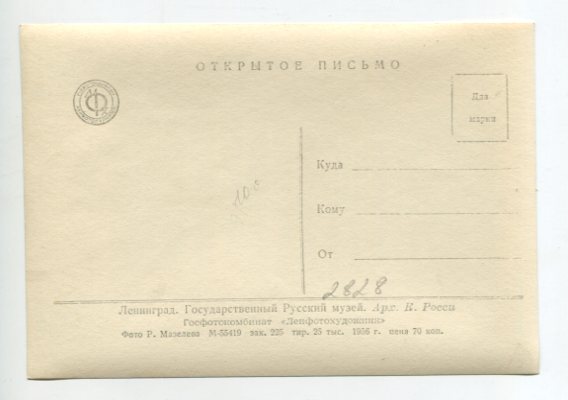 ОТКРЫТОЕ ПИСЬМО
Для
марки
Куда
Кому
100
От
2828
Ленинград. Государственный Русский музей. Арх. К. Росси
Госфотокомбинат «Ленфотохудожник»
Фото Р. Мазелева М-55419 зак. 225 тир. 25 тыс. 1956 г. цена 70 коп.